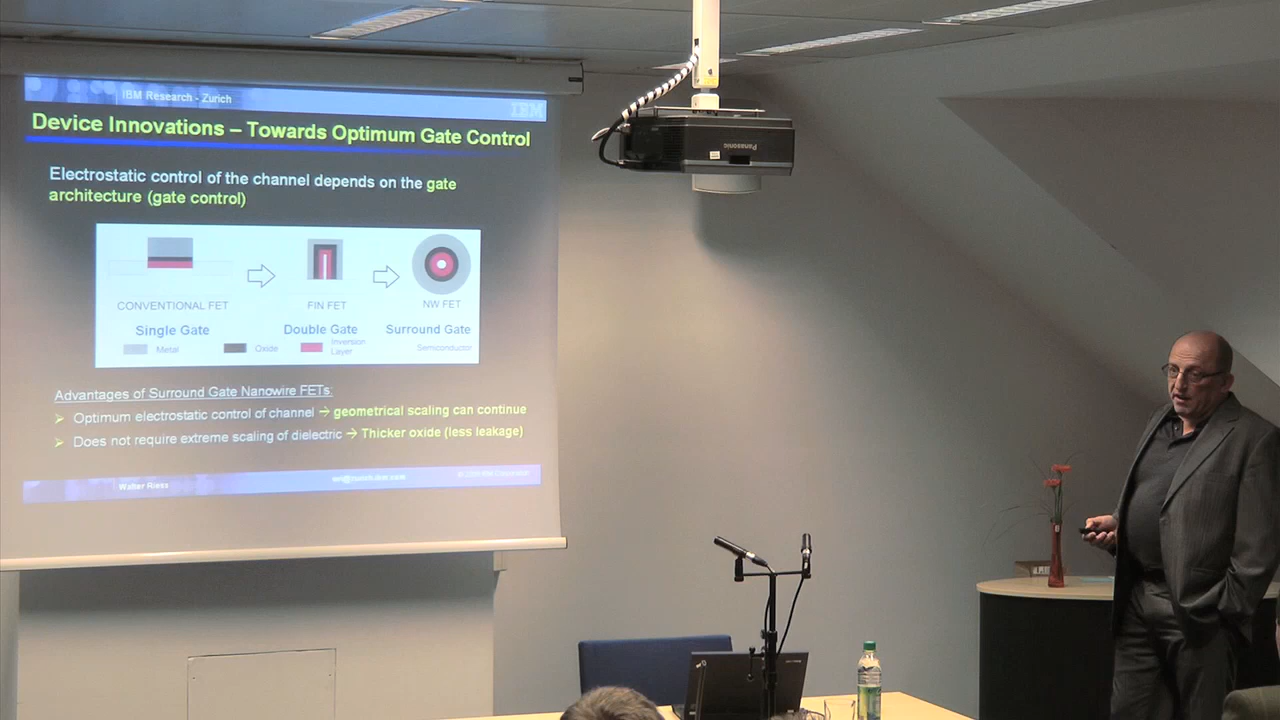 IBM Research - Zurich
IBM
Device Innovations – Towards Optimum Gate Control
Electrostatic control of the channel depends on the gate
architecture (gate control)
CONVENTIONAL FET
FIN FET
NW FET
Single Gate
Double Gate
Surround Gate
Metal
Oxide
Inversion
Layer
Semiconductor
Advantages of Surround Gate Nanowire FETs:
➢ Optimum electrostatic control of channel → geometrical scaling can continue
➢ Does not require extreme scaling of dielectric → Thicker oxide (less leakage)
Walter Riess
Panasonic